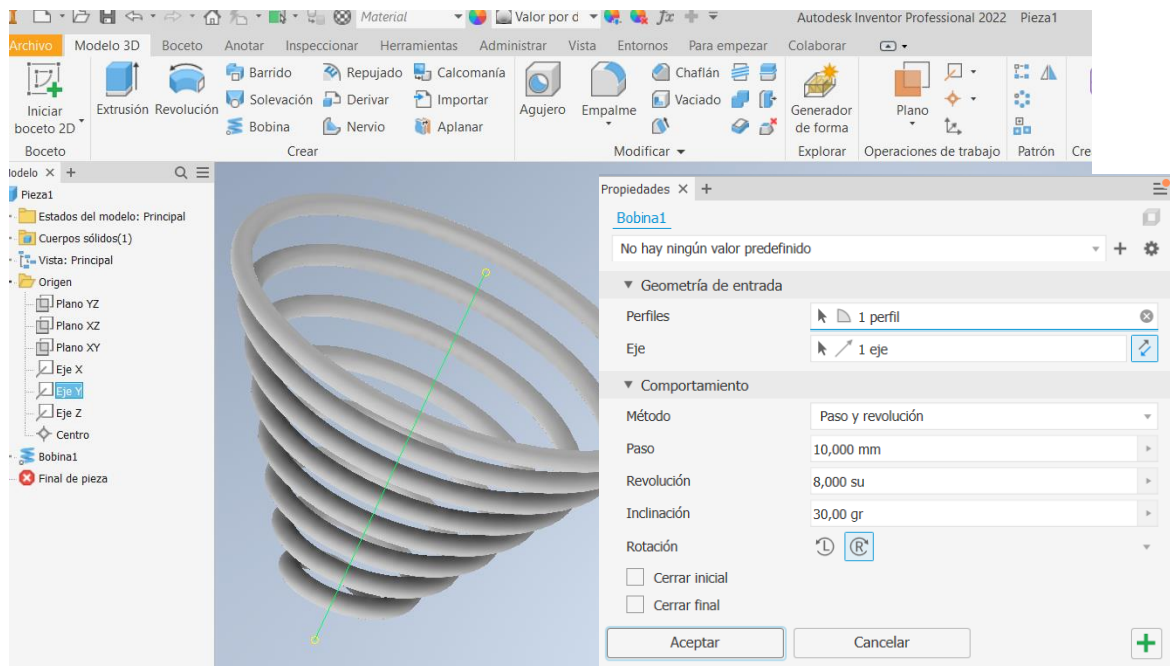 Material
Valor por d
fx
Autodesk Inventor Professional 2022 Pieza1
Archivo Modelo 3D Boceto Anotar Inspeccionar Herramientas Administrar Vista Entornos Para empezar Colaborar
Iniciar boceto 2D
Extrusión Revolución
Barrido Repujado Calcomanía
Solevación Derivar Importar
Bobina Nervio Aplanar
Agujero
Empalme
Chaflán
Vaciado
Generador de forma
Plano
Boceto Crear Modificar Explorar Operaciones de trabajo Patrón Cre
odelo
Pieza1
Estados del modelo: Principal
Cuerpos sólidos(1)
Vista: Principal
Origen
Plano YZ
Plano XZ
Plano XY
Eje X
Eje Y
Eje Z
Centro
Bobina1
Final de pieza
Propiedades
Bobina1
No hay ningún valor predefinido
Geometría de entrada
Perfiles 1 perfil
Eje 1 eje
Comportamiento
Método Paso y revolución
Paso 10,000 mm
Revolución 8,000 su
Inclinación 30,00 gr
Rotación L R
Cerrar inicial
Cerrar final
Aceptar Cancelar